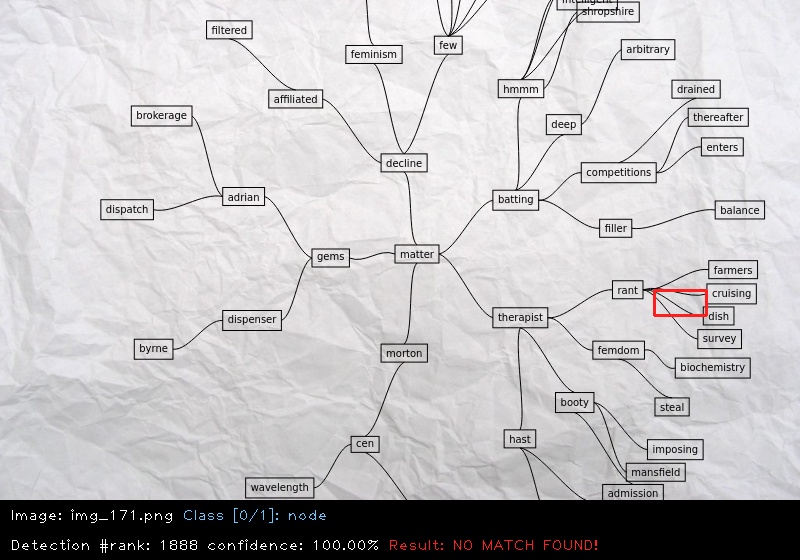 intelligent
shropshire
filtered
few
arbitrary
feminism
hmmm
drained
affiliated
brokerage
thereafter
deep
enters
decline
competitions
adrian
batting
dispatch
balance
filler
gems
matter
farmers
rant
cruising
dish
dispenser
therapist
survey
byrne
morton
femdom
biochemistry
booty
steal
cen
hast
imposing
mansfield
wavelength
admission
Image: img_171.png Class [0/1]: node
Detection #rank: 1888 confidence: 100.00% Result: NO MATCH FOUND!